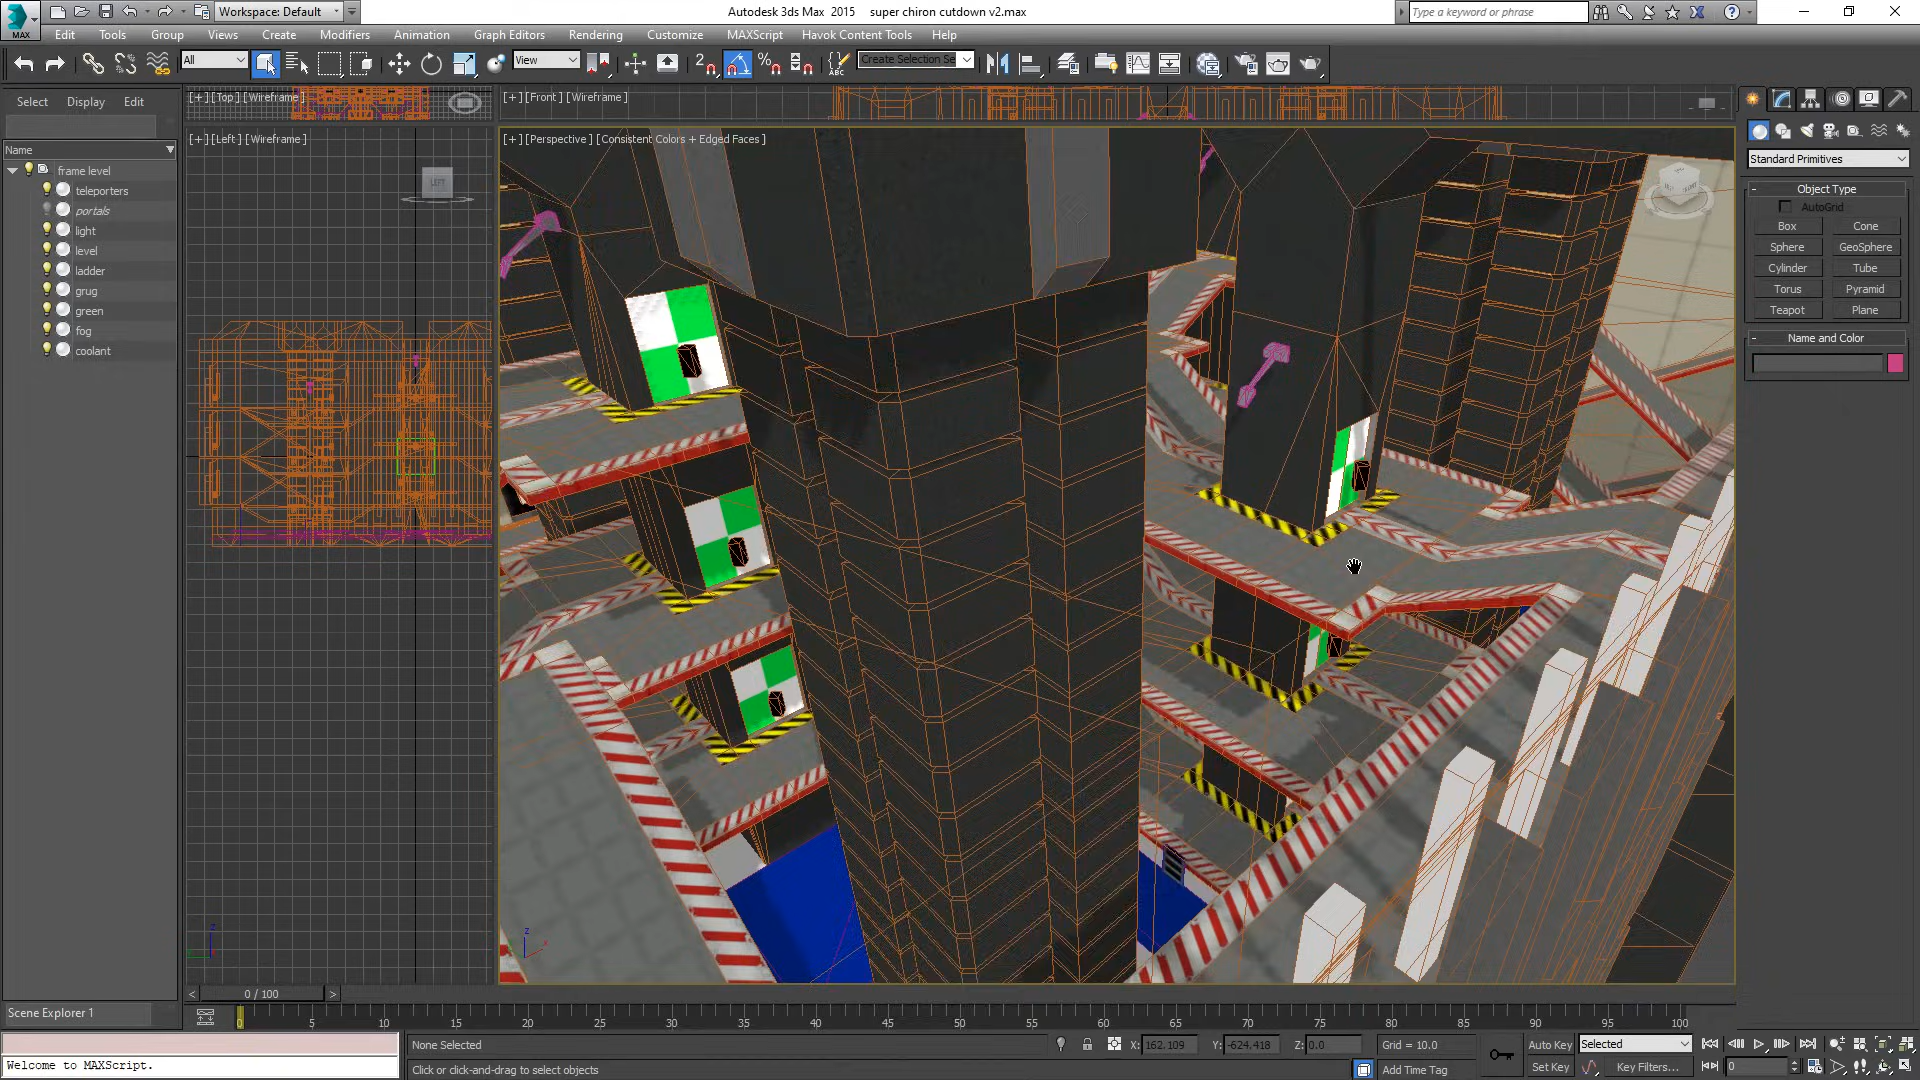 Workspace: Default
Autodesk 3ds Max 2015 super chiron cutdown v2.max
Type a keyword or phrase
MAX
Edit Tools Group Views Create Modifiers Animation Graph Editors Rendering Customize MAXScript Havok Content Tools Help
All
View
Create Selection Se
Select Display Edit
[+] [Top] [Wireframe]
[+] [Front] [Wireframe]
[+] [Left] [Wireframe]
[+] [Perspective] [Consistent Colors + Edged Faces]
LEFT
Name
frame level
teleporters
portals
light
level
ladder
grug
green
fog
coolant
Standard Primitives
Object Type
AutoGrid
Box Cone
Sphere GeoSphere
Cylinder Tube
Torus Pyramid
Teapot Plane
Name and Color
0 / 100
Scene Explorer 1
0 5 10 15 20 25 30 35 40 45 50 55 60 65 70 75 80 85 90 95 100
None Selected
X: 162.109 Y: -624.418 Z: 0.0
Grid = 10.0
Auto Key Selected
Welcome to MAXScript.
Click or click-and-drag to select objects
Add Time Tag
Set Key Key Filters...
0